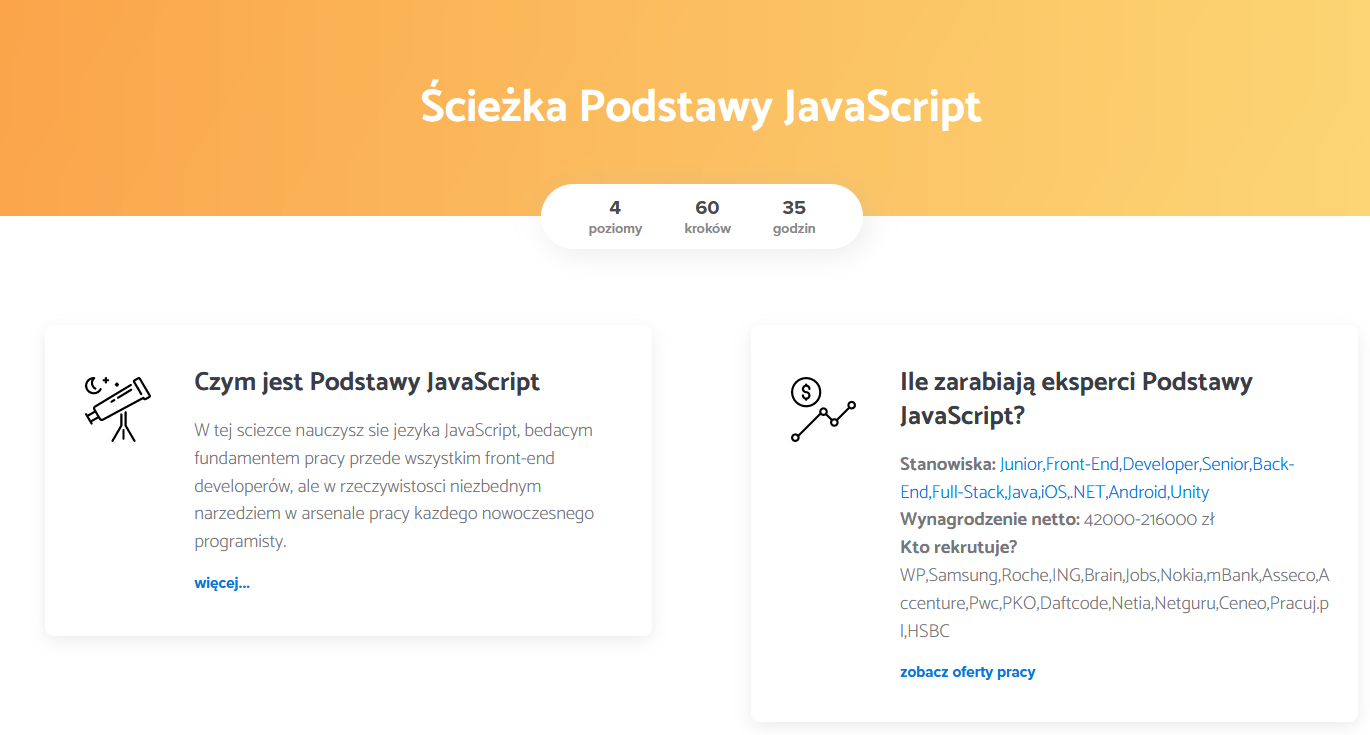 Ścieżka Podstawy JavaScript
4 60 35
poziomy kroków godzin
Czym jest Podstawy JavaScript
W tej sciezce nauczysz sie jezyka JavaScript, bedacym
fundamentem pracy przede wszystkim front-end
developerów, ale w rzeczywistosci niezbednym
narzedziem w arsenale pracy kazdego nowoczesnego
programisty.
więcej...
Ile zarabiają eksperci Podstawy
JavaScript?
Stanowiska: Junior,Front-End,Developer,Senior,Back-
End,Full-Stack,Java,iOS,.NET,Android,Unity
Wynagrodzenie netto: 42000-216000 zł
Kto rekrutuje?
WP,Samsung,Roche,ING,Brain,Jobs,Nokia,mBank,Asseco,A
ccenture,Pwc,PKO,Daftcode,Netia,Netguru,Ceneo,Pracuj.p
l,HSBC
zobacz oferty pracy